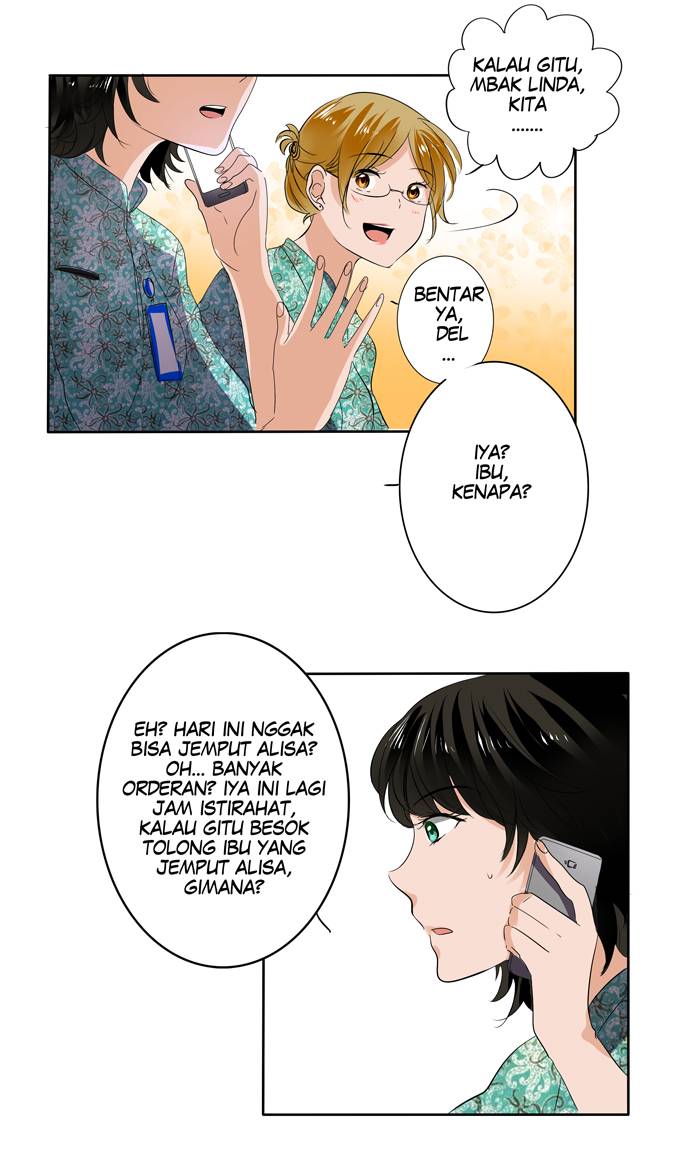 KALAU GITU,
MBAK LINDA,
KITA
.......
BENTAR
YA,
DEL
...
IYA?
IBU,
KENAPA?
EH? HARI INI NGGAK
BISA JEMPUT ALISA?
OH... BANYAK
ORDERAN? IYA INI LAGI
JAM ISTIRAHAT,
KALAU GITU BESOK
TOLONG IBU YANG
JEMPUT ALISA,
GIMANA?